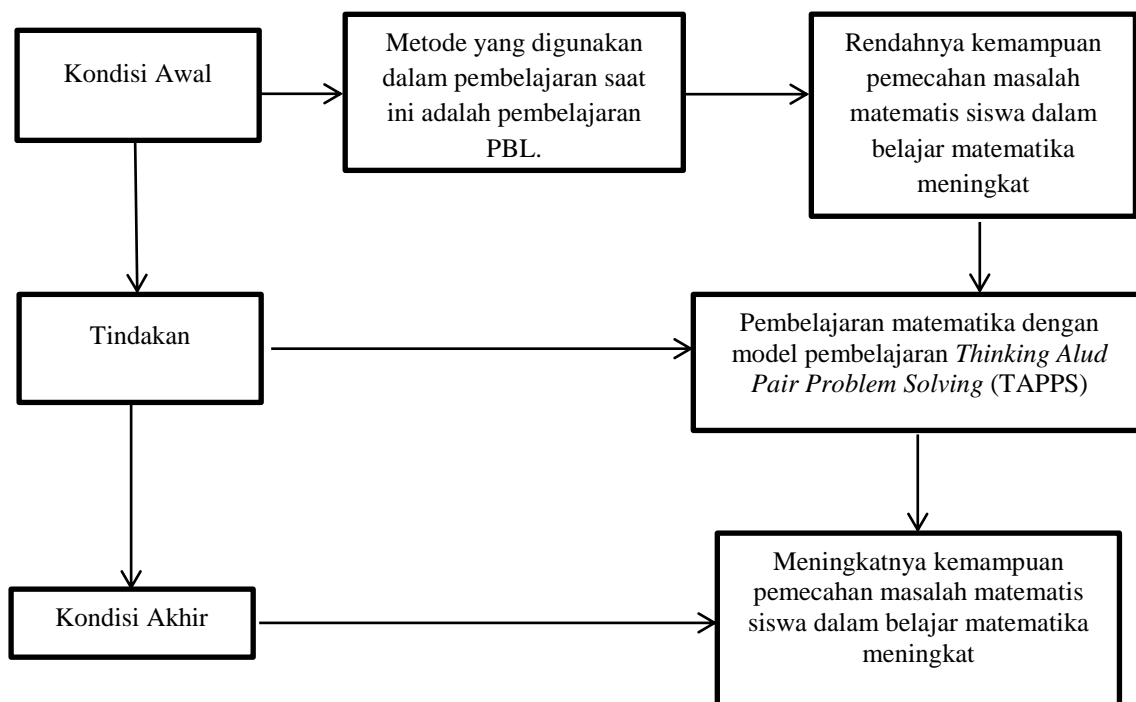 Kondisi Awal
Metode yang digunakan
dalam pembelajaran saat
ini adalah pembelajaran
PBL.
Rendahnya kemampuan
pemecahan masalah
matematis siswa dalam
belajar matematika
meningkat
Tindakan
Pembelajaran matematika dengan
model pembelajaran Thinking Alud
Pair Problem Solving (TAPPS)
Kondisi Akhir
Meningkatnya kemampuan
pemecahan masalah matematis
siswa dalam belajar matematika
meningkat